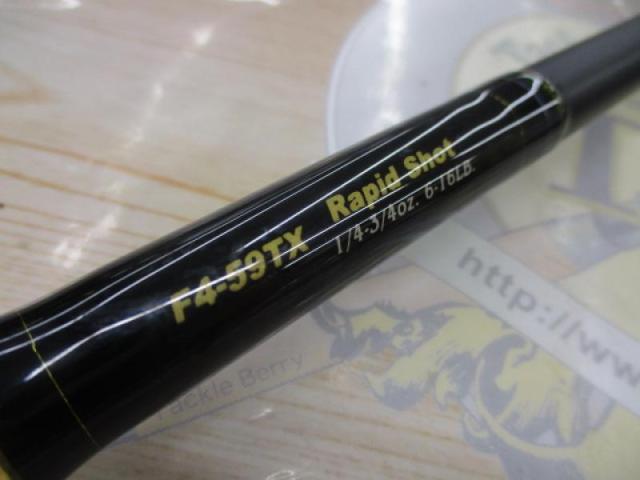 F4-59TX Rapid Shot
1/4-3/4oz. 6-16LB.
http://ww
Tackle Berry